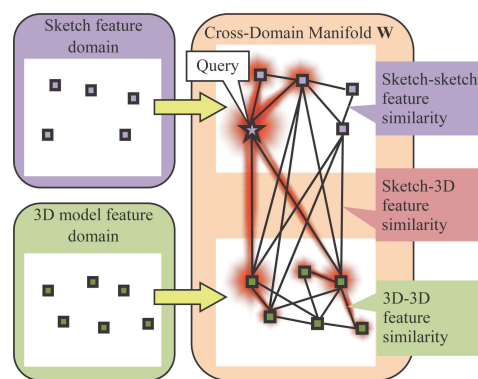 Sketch feature
domain
Cross-Domain Manifold W
Query
Sketch-sketch
feature
similarity
3D model feature
domain
Sketch-3D
feature
similarity
3D-3D
feature
similarity